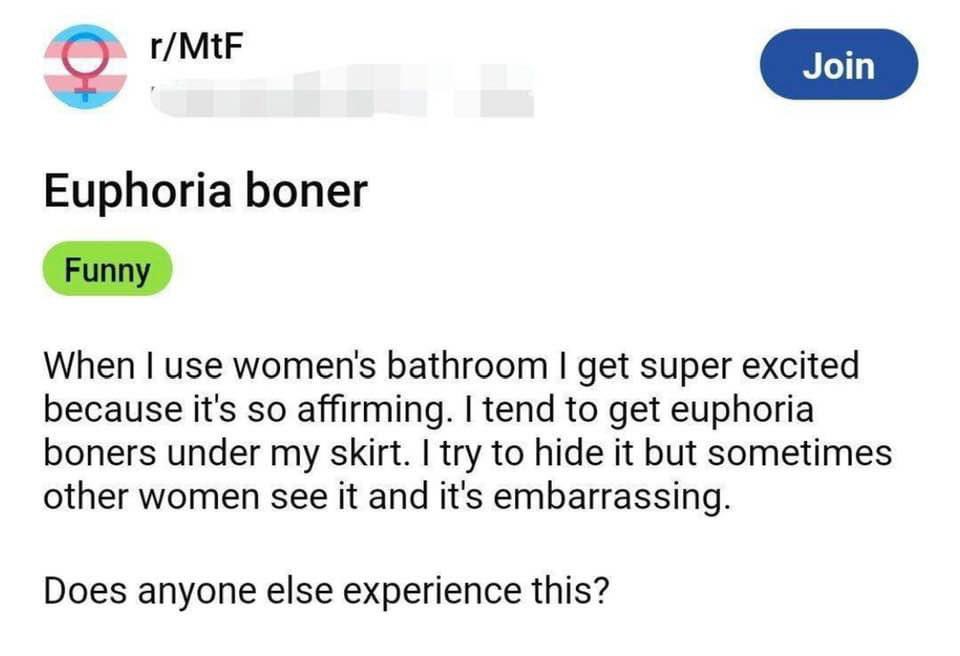 r/MtF
Join
Euphoria boner
Funny
When I use women's bathroom I get super excited
because it's so affirming. I tend to get euphoria
boners under my skirt. I try to hide it but sometimes
other women see it and it's embarrassing.
Does anyone else experience this?